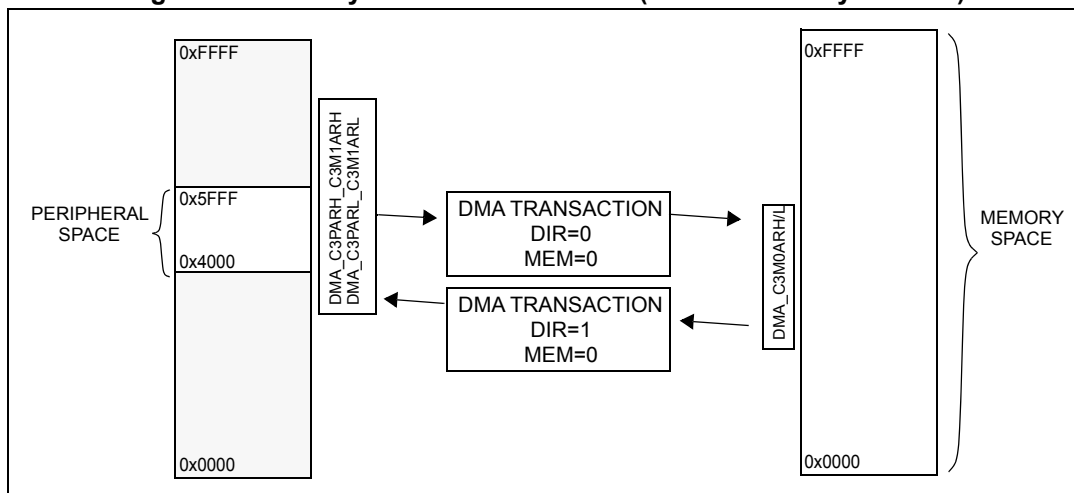 0xFFFF
PERIPHERAL
SPACE
0x5FFF
0x4000
0x0000
DMA_C3PARH_C3M1ARH
DMA_C3PARL_C3M1ARL
DMA TRANSACTION
DIR=0
MEM=0
DMA TRANSACTION
DIR=1
MEM=0
DMA_C3M0ARH/L
0xFFFF
MEMORY
SPACE
0x0000